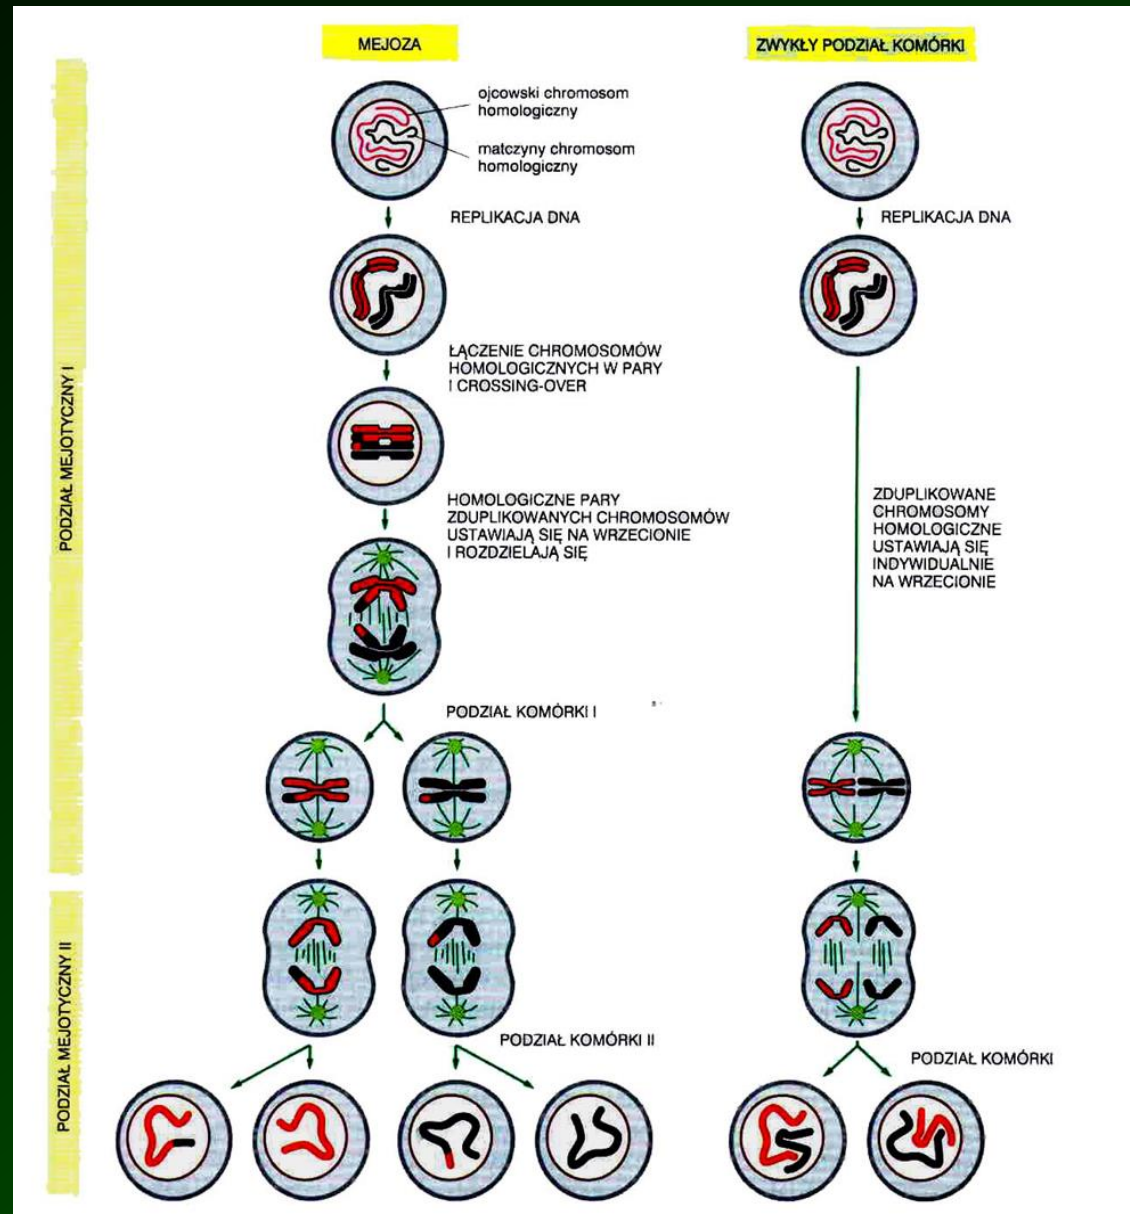 MEJOZA
ZWYKŁY PODZIAŁ KOMÓRKI
ojcowski chromosom
homologiczny
matczyny chromosom
homologiczny
REPLIKACJA DNA
REPLIKACJA DNA
ŁĄCZENIE CHROMOSOMÓW
HOMOLOGICZNYCH W PARY
I CROSSING-OVER
PODZIAŁ MEJOTYCZNY I
HOMOLOGICZNE PARY
ZDUPLIKOWANYCH CHROMOSOMÓW
USTAWIAJĄ SIĘ NA WRZECIONIE
I ROZDZIELAJĄ SIĘ
ZDUPLIKOWANE
CHROMOSOMY
HOMOLOGICZNE
USTAWIAJĄ SIĘ
INDYWIDUALNIE
NA WRZECIONIE
PODZIAŁ KOMÓRKI I
PODZIAŁ MEJOTYCZNY II
PODZIAŁ KOMÓRKI II
PODZIAŁ KOMÓRKI